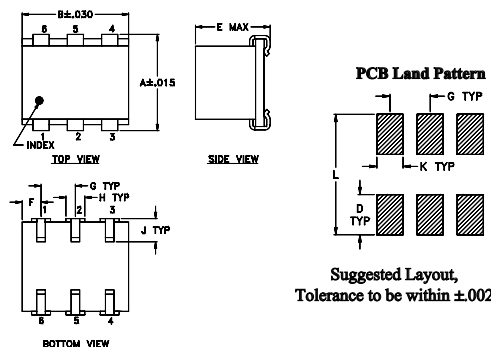 B±.030
6 5 4
A±.015
1 2 3
INDEX
TOP VIEW
E MAX
SIDE VIEW
PCB Land Pattern
G TYP
K TYP
L
D
TYP
Suggested Layout,
Tolerance to be within ±.002
F
G TYP
H TYP
1 2 3
J TYP
6 5 4
BOTTOM VIEW